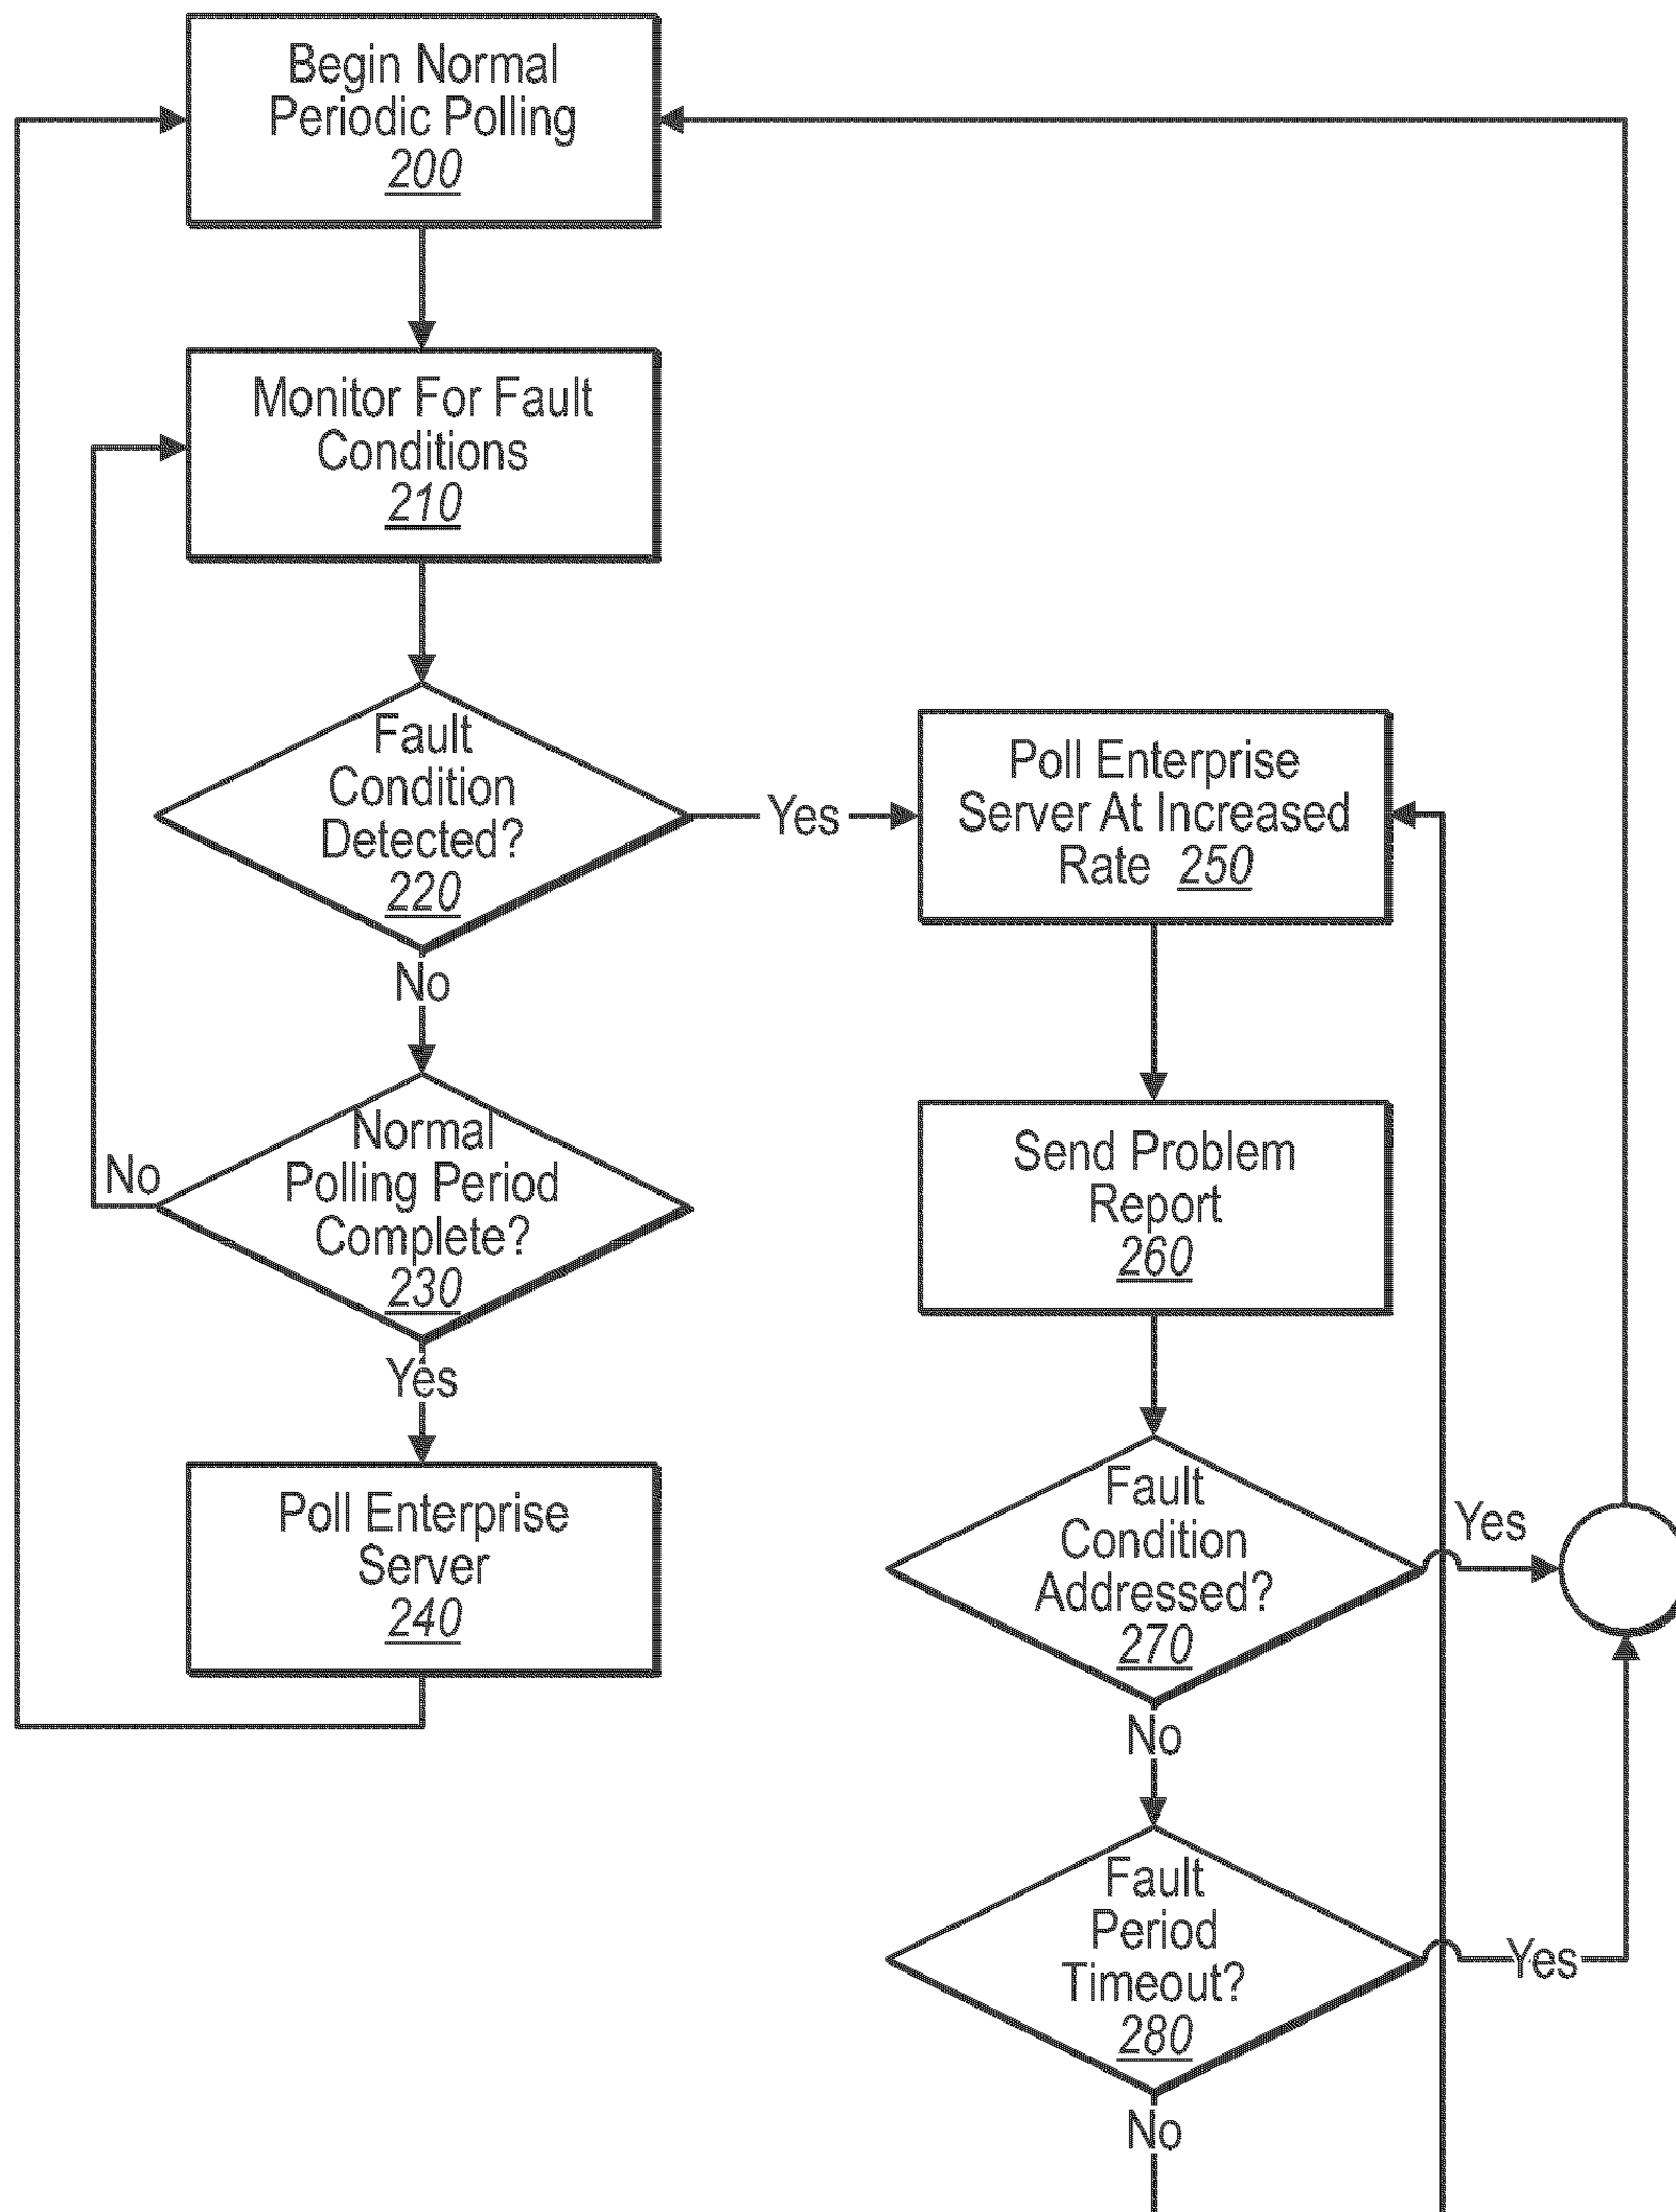 Begin Normal
Periodic Polling
200
Monitor For Fault
Conditions
210
Fault
Condition
Detected?
220
Yes
No
Normal
Polling Period
Complete?
230
No
Yes
Poll Enterprise
Server
240
Poll Enterprise
Server At Increased
Rate 250
Send Problem
Report
260
Fault
Condition
Addressed?
270
Yes
No
Fault
Period
Timeout?
280
Yes
No